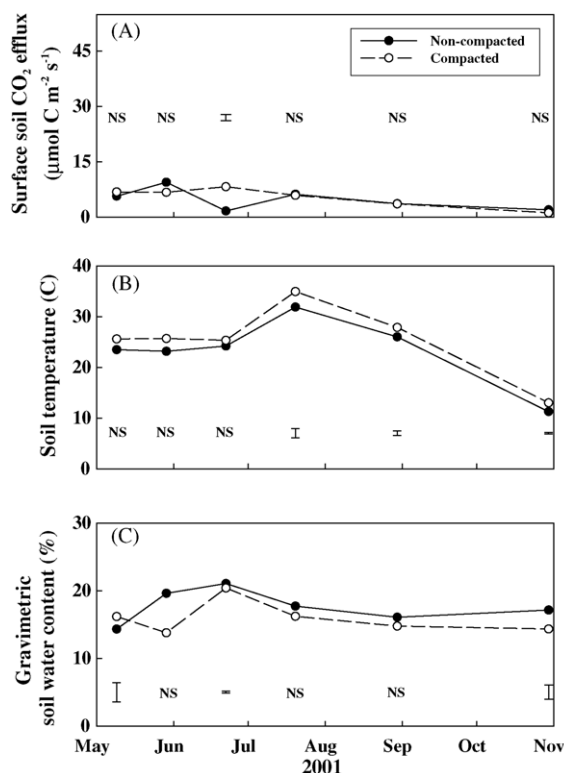 (A)
Surface soil CO2 efflux
(μmol C m-2 s-1)
55
45
30
15
0
Non-compacted
Compacted
NS NS NS NS NS
(B)
Soil temperature (C)
40
30
20
10
0
NS NS NS
(C)
Gravimetric
soil water content (%)
30
20
10
0
NS NS NS
May Jun Jul Aug Sep Oct Nov
2001